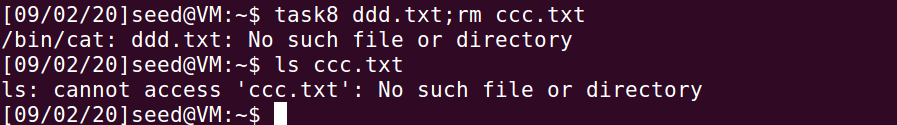 [09/02/20]seed@VM:~$ task8 ddd.txt;rm ccc.txt
/bin/cat: ddd.txt: No such file or directory
[09/02/20]seed@VM:~$ ls ccc.txt
ls: cannot access 'ccc.txt': No such file or directory
[09/02/20]seed@VM:~$